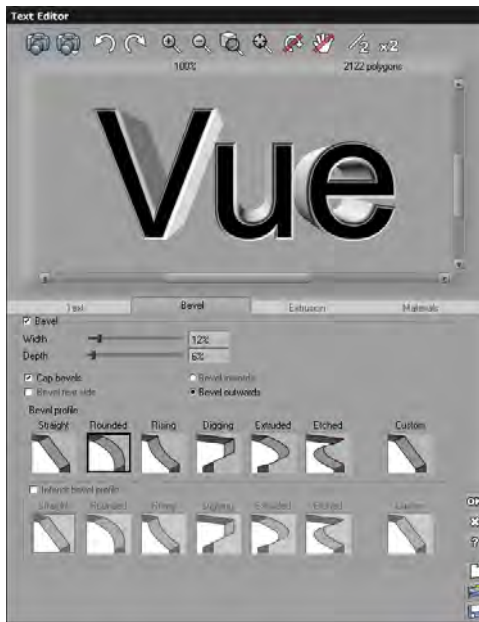 Text Editor
/2 x2
100% 2122 polygons
Vue
Text Bevel Extrusion Materials
Bevel
Width 12%
Depth 6%
Cap bevels Bevel inwards
Bevel rear side Bevel outwards
Bevel profile
Straight Rounded Rising Digging Extruded Etched Custom
bevel profile
Straight Rounded Rising Digging Extruded Etched Custom
OK
?